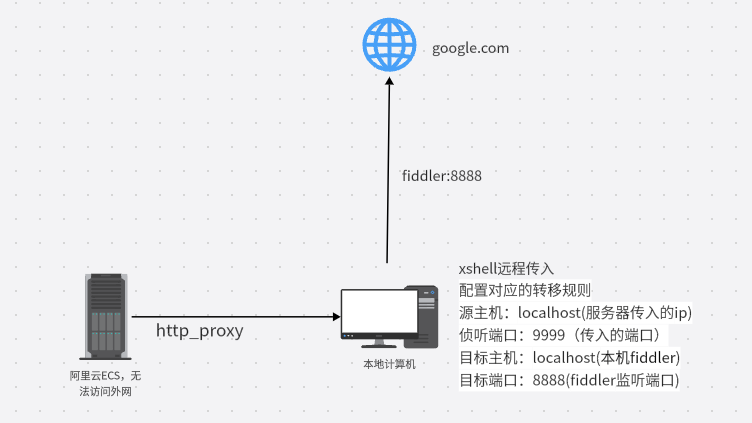 google.com
fiddler:8888
xshell远程传入
配置对应的转移规则
源主机：localhost(服务器传入的ip)
侦听端口：9999（传入的端口）
目标主机：localhost(本机fiddler)
目标端口：8888(fiddler监听端口)
http_proxy
本地计算机
阿里云ECS，无
法访问外网